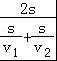 2s
s/v₁ + s/v₂